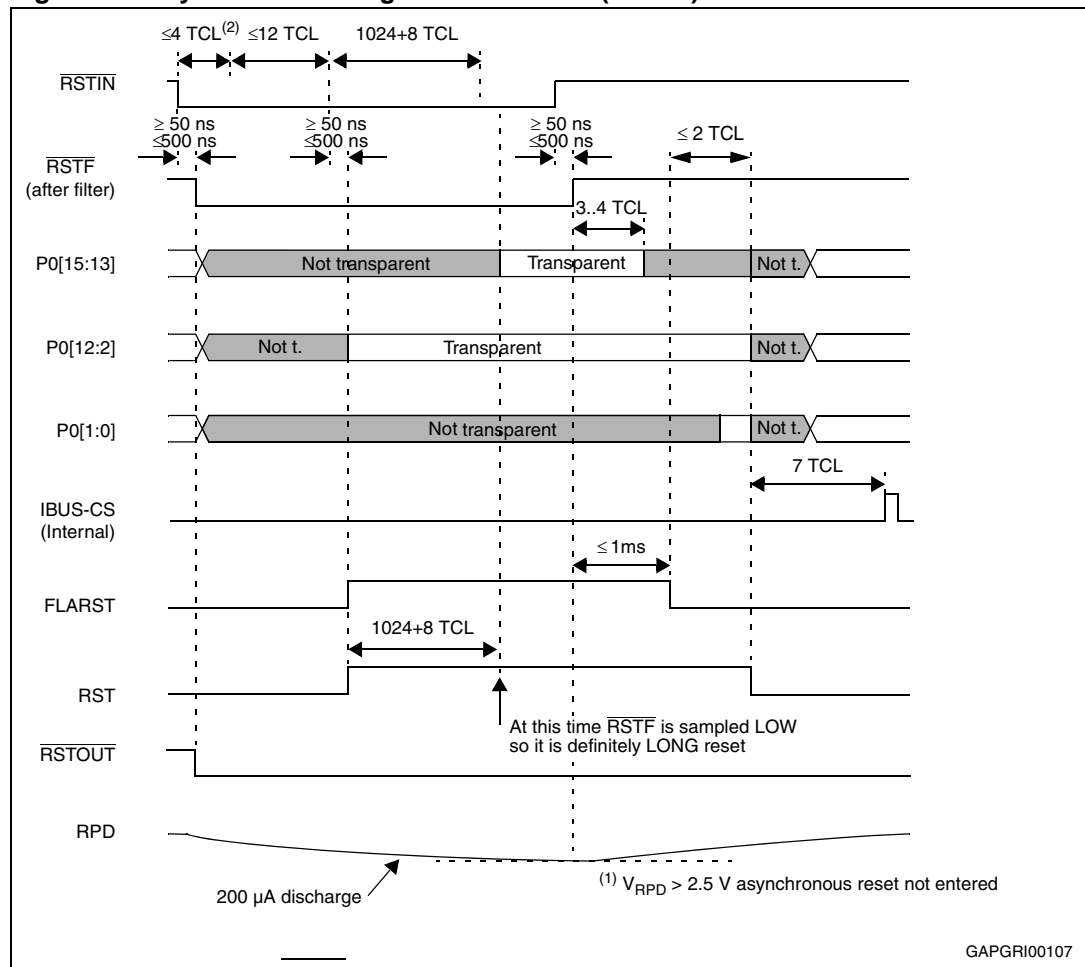 ≤4 TCL(2) ≤12 TCL 1024+8 TCL
RSTIN
≥ 50 ns ≥ 50 ns ≥ 50 ns
≤500 ns ≤500 ns ≤500 ns
≤ 2 TCL
RSTF
(after filter)
3..4 TCL
P0[15:13] Not transparent Transparent Not t.
P0[12:2] Not t. Transparent Not t.
P0[1:0] Not transparent Not t.
7 TCL
IBUS-CS
(Internal)
≤ 1ms
FLARST
1024+8 TCL
RST
At this time RSTF is sampled LOW
so it is definitely LONG reset
RSTOUT
RPD
200 µA discharge
(1) VRPD > 2.5 V asynchronous reset not entered
GAPGRI00107